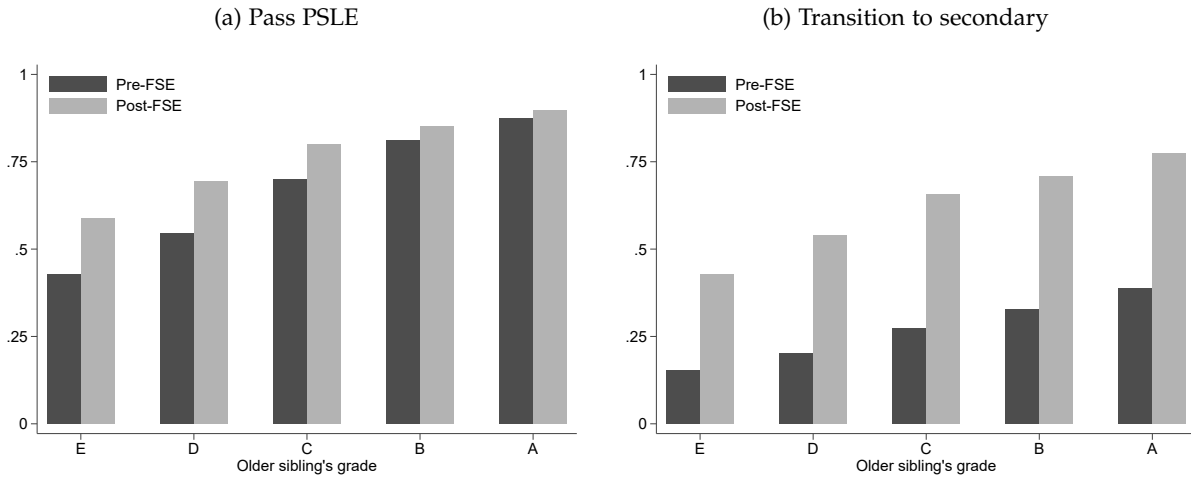 (a) Pass PSLE
1
.75
.5
.25
0
Pre-FSE
Post-FSE
E D C B A
Older sibling's grade
(b) Transition to secondary
1
.75
.5
.25
0
Pre-FSE
Post-FSE
E D C B A
Older sibling's grade